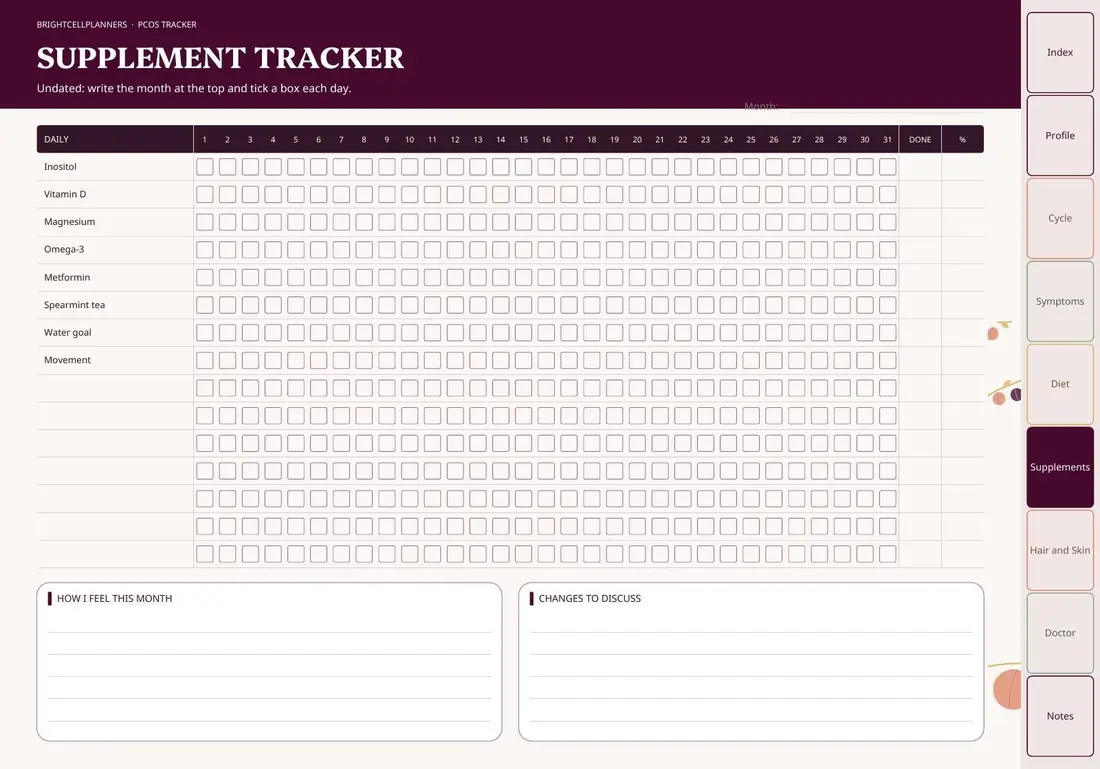 BRIGHTCELLPLANNERS · PCOS TRACKER
SUPPLEMENT TRACKER
Undated: write the month at the top and tick a box each day.
Month:
DAILY 1 2 3 4 5 6 7 8 9 10 11 12 13 14 15 16 17 18 19 20 21 22 23 24 25 26 27 28 29 30 31 DONE %
Inositol
Vitamin D
Magnesium
Omega-3
Metformin
Spearmint tea
Water goal
Movement
HOW I FEEL THIS MONTH
CHANGES TO DISCUSS
Index
Profile
Cycle
Symptoms
Diet
Supplements
Hair and Skin
Doctor
Notes